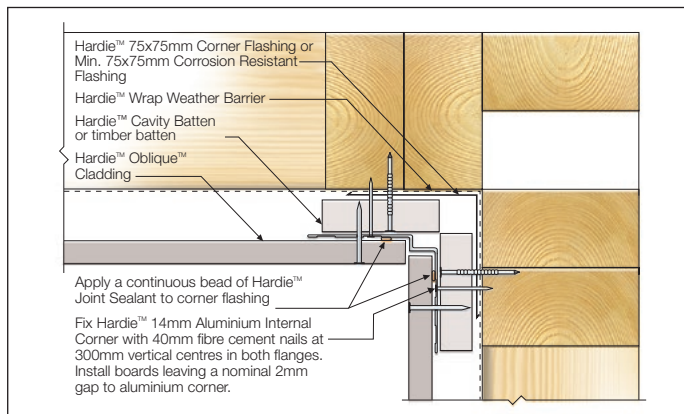 Hardie™ 75x75mm Corner Flashing or
Min. 75x75mm Corrosion Resistant
Flashing
Hardie™ Wrap Weather Barrier
Hardie™ Cavity Batten
or timber batten
Hardie™ Oblique™
Cladding
Apply a continuous bead of Hardie™
Joint Sealant to corner flashing
Fix Hardie™ 14mm Aluminium Internal
Corner with 40mm fibre cement nails at
300mm vertical centres in both flanges.
Install boards leaving a nominal 2mm
gap to aluminium corner.